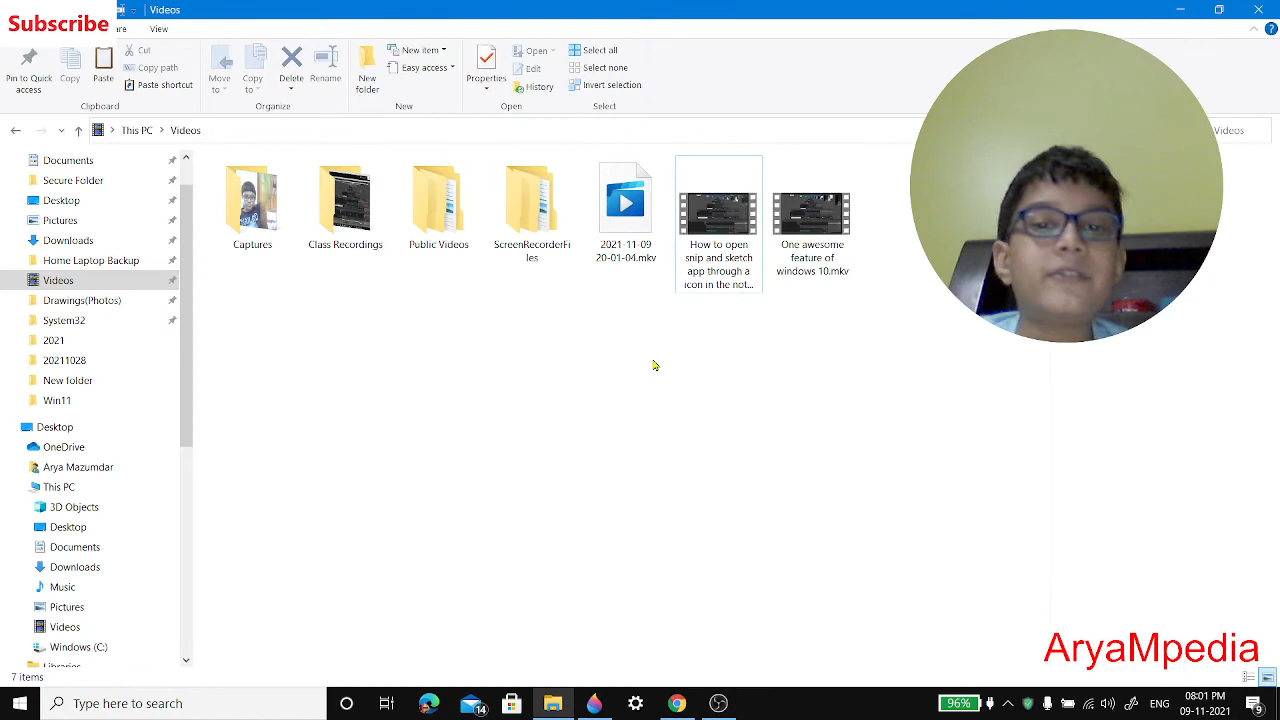 Subscribe
Videos
are
View
Pin to Quick access
Copy
Paste
Cut
Copy path
Paste shortcut
Clipboard
Move to
Copy to
Delete
Rename
Organize
New folder
New item
Easy access
New
Properties
Open
Edit
History
Open
Select all
Select none
Invert selection
Select
This PC
Videos
Videos
Documents
Secure Folder
Desktop
Pictures
Downloads
Home Laptop Backup
Videos
Drawings(Photos)
System32
2021
20211028
New folder
Win11
Desktop
OneDrive
Arya Mazumdar
This PC
3D Objects
Desktop
Documents
Downloads
Music
Pictures
Videos
Windows (C:)
Libraries
Captures
Class Recordings
Public Videos
ScreenRecorderFi
les
2021-11-09
20-01-04.mkv
How to open
snip and sketch
app through a
icon in the not...
One awesome
feature of
windows 10.mkv
AryaMpedia
7 items
Type here to search
14
96%
ENG
08:01 PM
09-11-2021
9